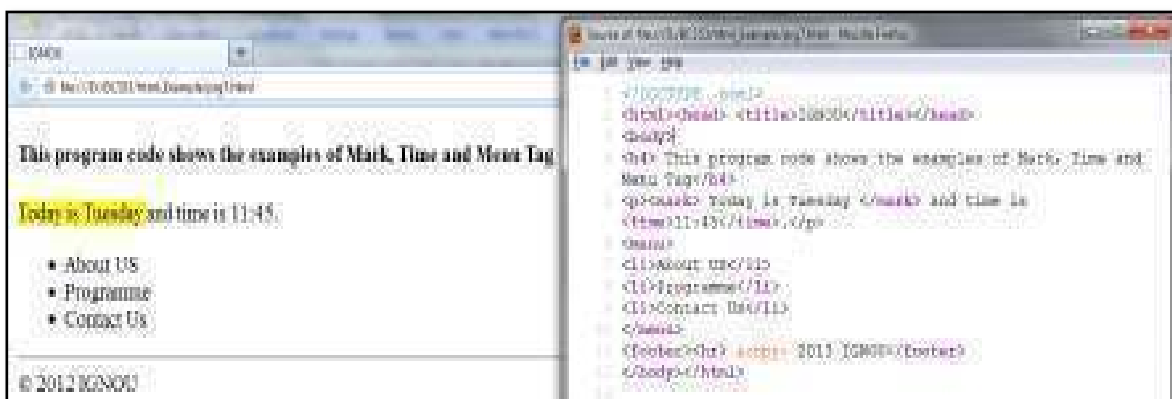 IGNOU
This program code shows the examples of Mark, Time and Menu Tag
Today is Tuesday and time is 11:45.
• About US
• Programme
• Contact Us
© 2012 IGNOU
<html><head> <title>IGNOU</title></head>
<body>
<h4> This program code shows the examples of Mark, Time and
Menu Tag</h4>
<p><mark> Today is Tuesday </mark> and time is
<time>11:45</time>.</p>
<menu>
<li>About US</li>
<li>Programme</li>
<li>Contact Us</li>
</menu>
<footer><hr> &copy; IGNOU</footer>
</body></html>